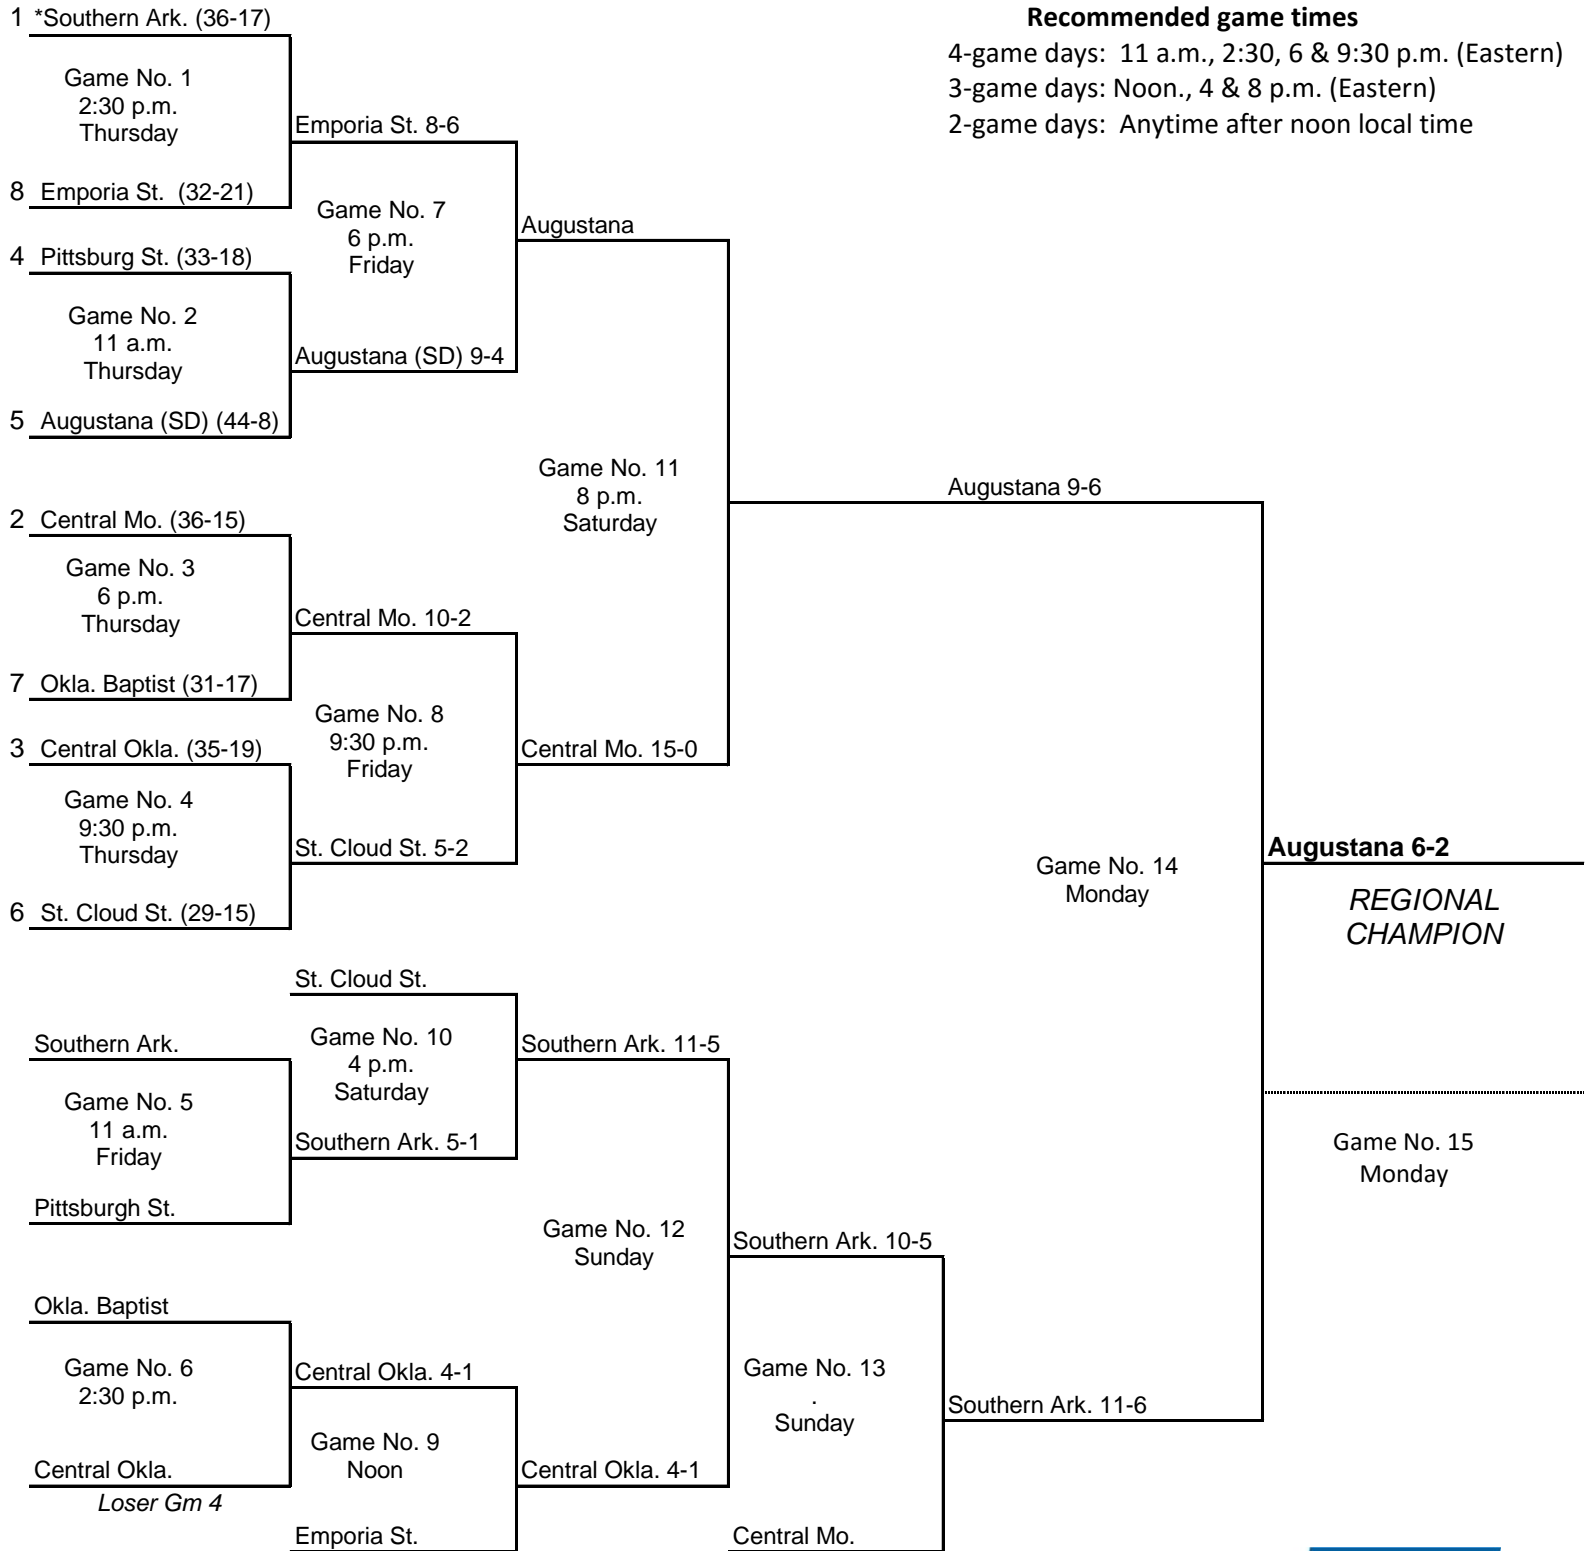 1 *Southern Ark. (36-17)
Recommended game times
4-game days:  11 a.m., 2:30, 6 & 9:30 p.m. (Eastern)
3-game days: Noon., 4 & 8 p.m. (Eastern)
2-game days:  Anytime after noon local time
Game No. 1
2:30 p.m.
Thursday
Emporia St. 8-6
8 Emporia St.  (32-21)
Game No. 7
6 p.m.
Friday
Augustana
4 Pittsburg St. (33-18)
Game No. 2
11 a.m.
Thursday
Augustana (SD) 9-4
5 Augustana (SD) (44-8)
Game No. 11
8 p.m.
Saturday
Augustana 9-6
2 Central Mo. (36-15)
Game No. 3
6 p.m.
Thursday
Central Mo. 10-2
7 Okla. Baptist (31-17)
Game No. 8
9:30 p.m.
Friday
Central Mo. 15-0
3 Central Okla. (35-19)
Game No. 4
9:30 p.m.
Thursday
St. Cloud St. 5-2
6 St. Cloud St. (29-15)
Game No. 14
Monday
Augustana 6-2
REGIONAL
CHAMPION
St. Cloud St.
Southern Ark.
Game No. 10
4 p.m.
Saturday
Southern Ark. 11-5
Game No. 5
11 a.m.
Friday
Southern Ark. 5-1
Pittsburgh St.
Game No. 15
Monday
Game No. 12
Sunday
Southern Ark. 10-5
Okla. Baptist
Game No. 6
2:30 p.m.
Central Okla. 4-1
Game No. 13
.
Sunday
Southern Ark. 11-6
Central Okla.
Loser Gm 4
Game No. 9
Noon
Central Okla. 4-1
Emporia St.
Central Mo.